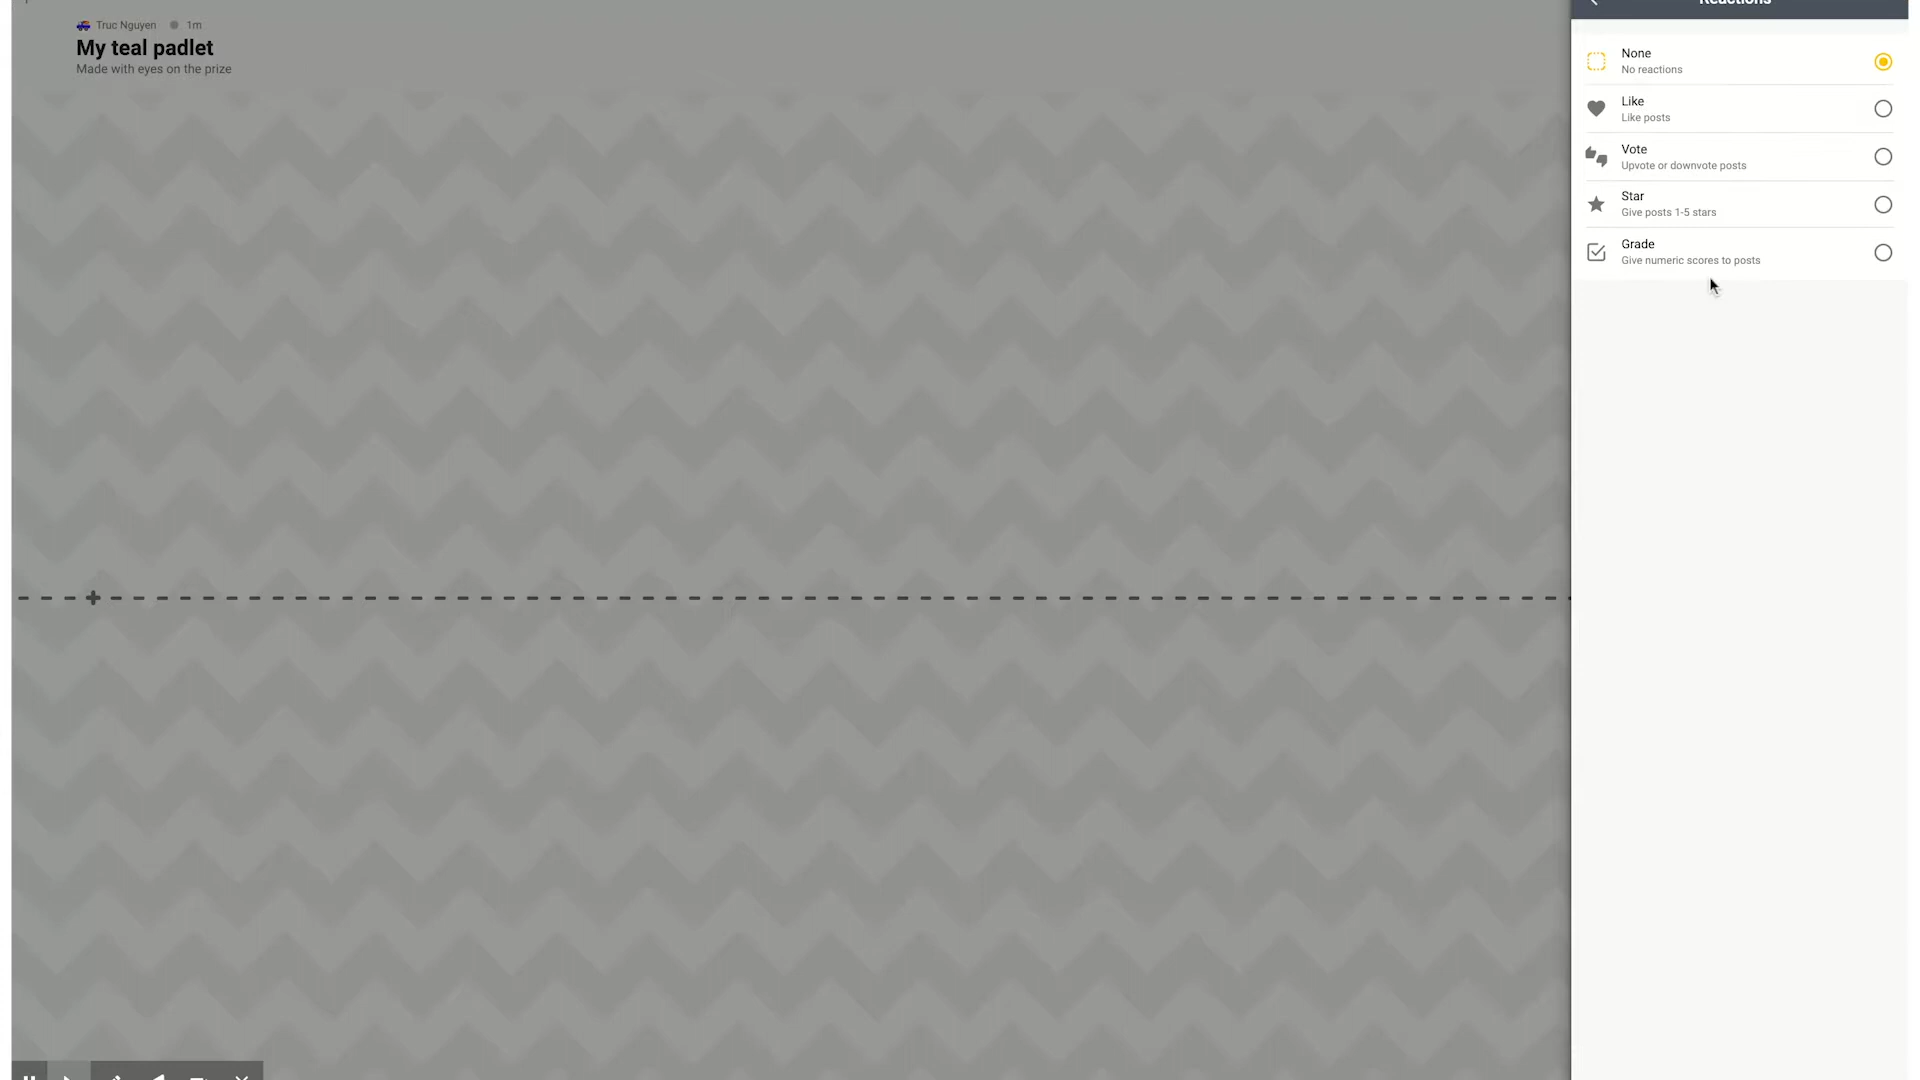 Truc Nguyen 1m
My teal padlet
Made with eyes on the prize
Reactions
None
No reactions
Like
Like posts
Vote
Upvote or downvote posts
Star
Give posts 1-5 stars
Grade
Give numeric scores to posts